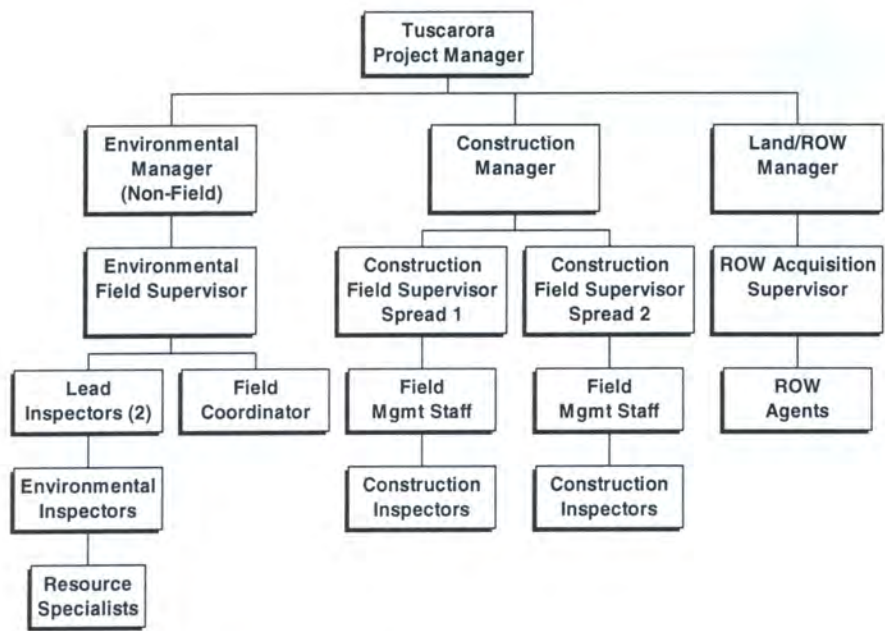 Tuscarora
Project Manager
Environmental
Manager
(Non-Field)
Construction
Manager
Land/ROW
Manager
Environmental
Field Supervisor
Construction
Field Supervisor
Spread 1
Construction
Field Supervisor
Spread 2
ROW Acquisition
Supervisor
Lead
Inspectors (2)
Field
Coordinator
Field
Mgmt Staff
Field
Mgmt Staff
ROW
Agents
Environmental
Inspectors
Construction
Inspectors
Construction
Inspectors
Resource
Specialists